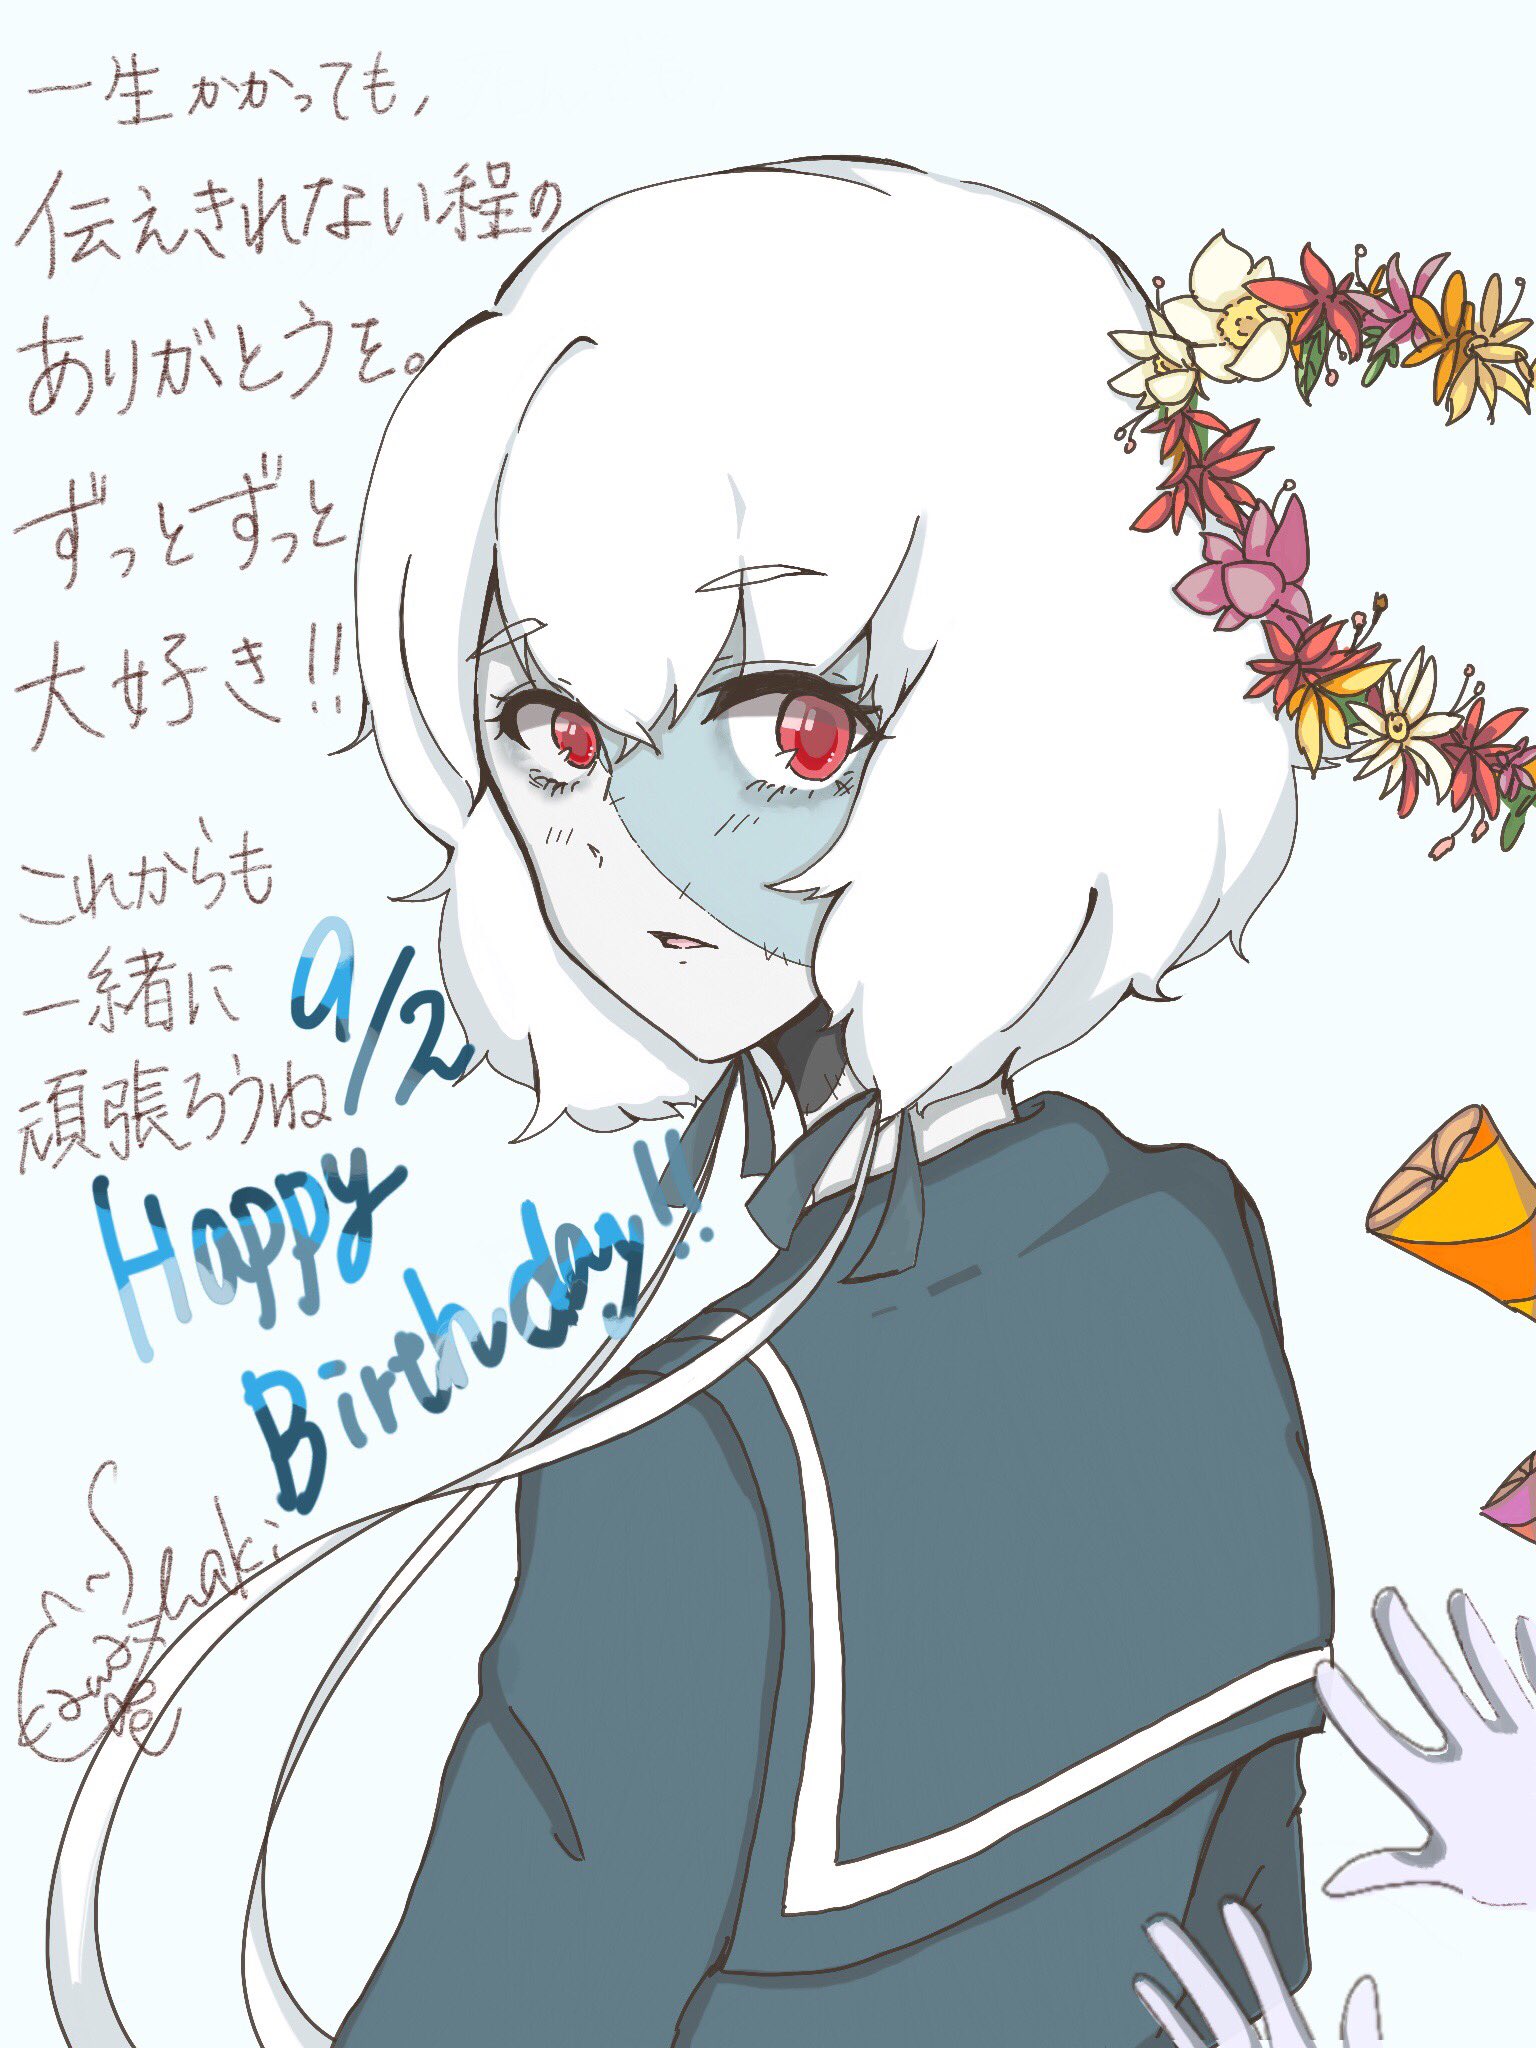 一生かかっても,
伝えきれない程の
ありがとうを。
ずっとずっと
大好き!!
これからも
一緒に
頑張ろうね
9/2
Happy
Birthday!!